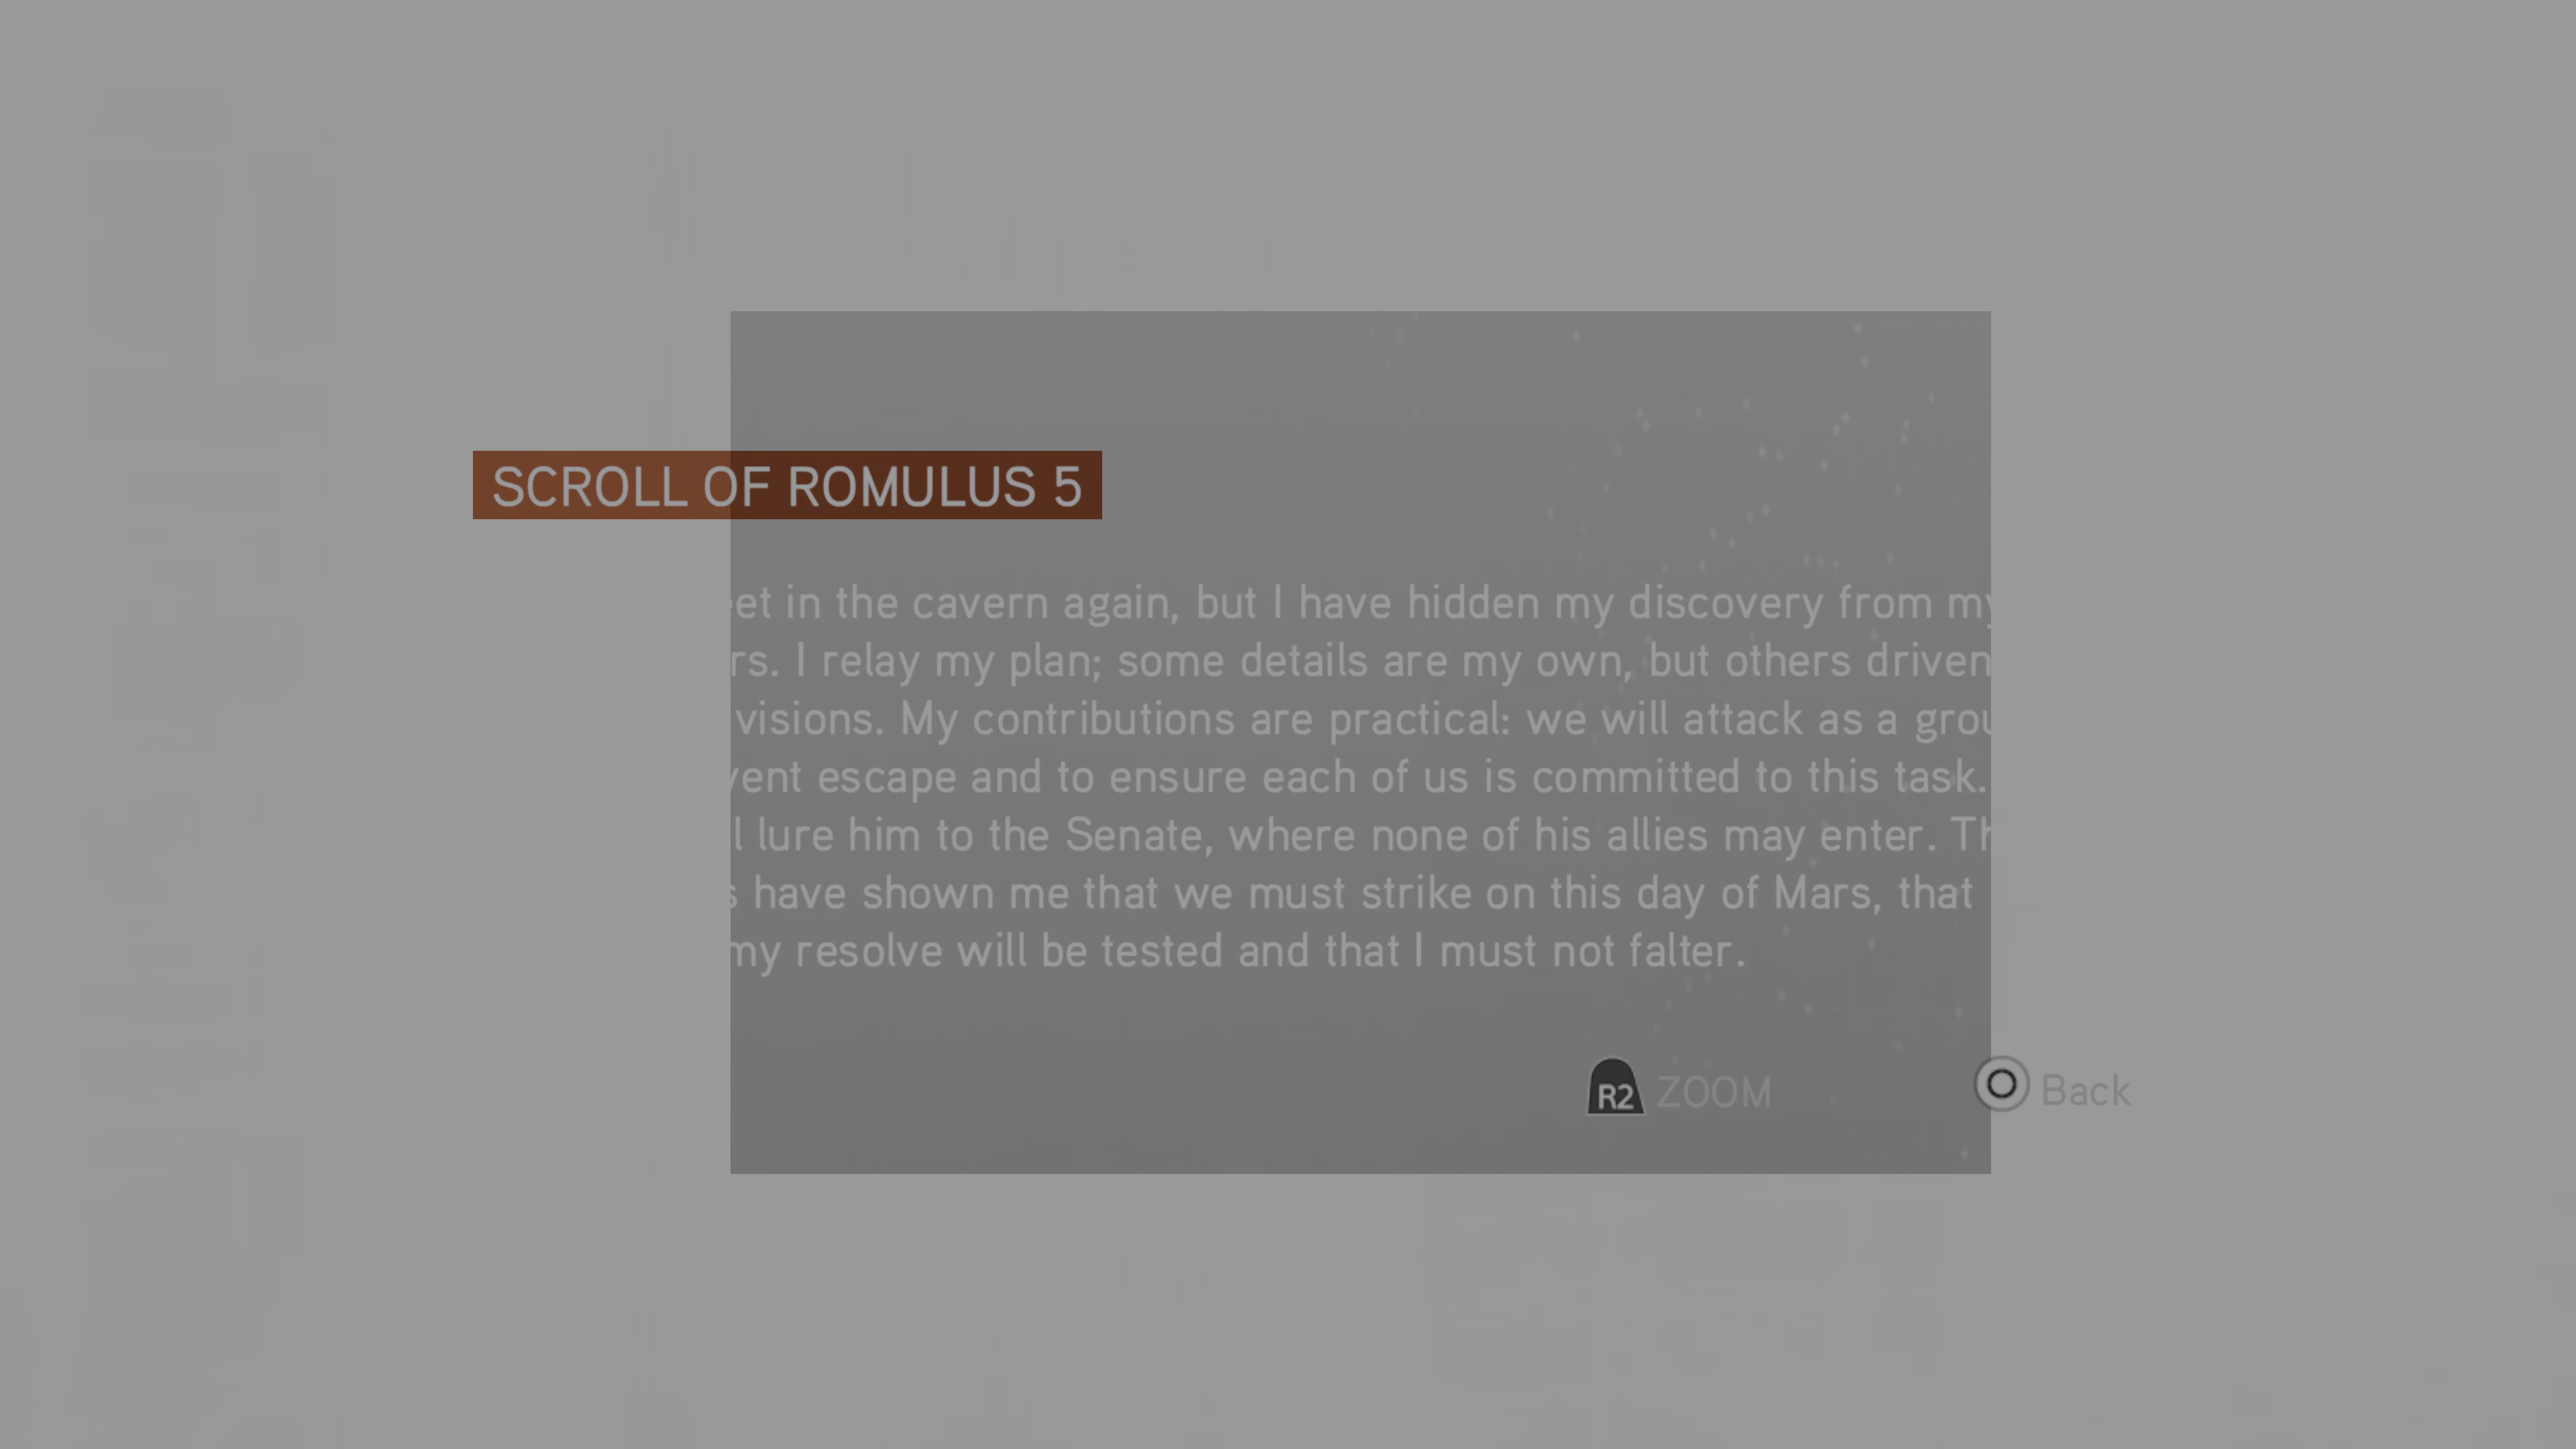 SCROLL OF ROMULUS 5
in the cavern again, but I have hidden my discovery from my
I relay my plan; some details are my own, but others driven
visions. My contributions are practical: we will attack as a
escape and to ensure each of us is committed to this task.
lure him to the Senate, where none of his allies may enter.
have shown me that we must strike on this day of Mars, that
my resolve will be tested and that I must not falter.
R2 ZOOM
Back